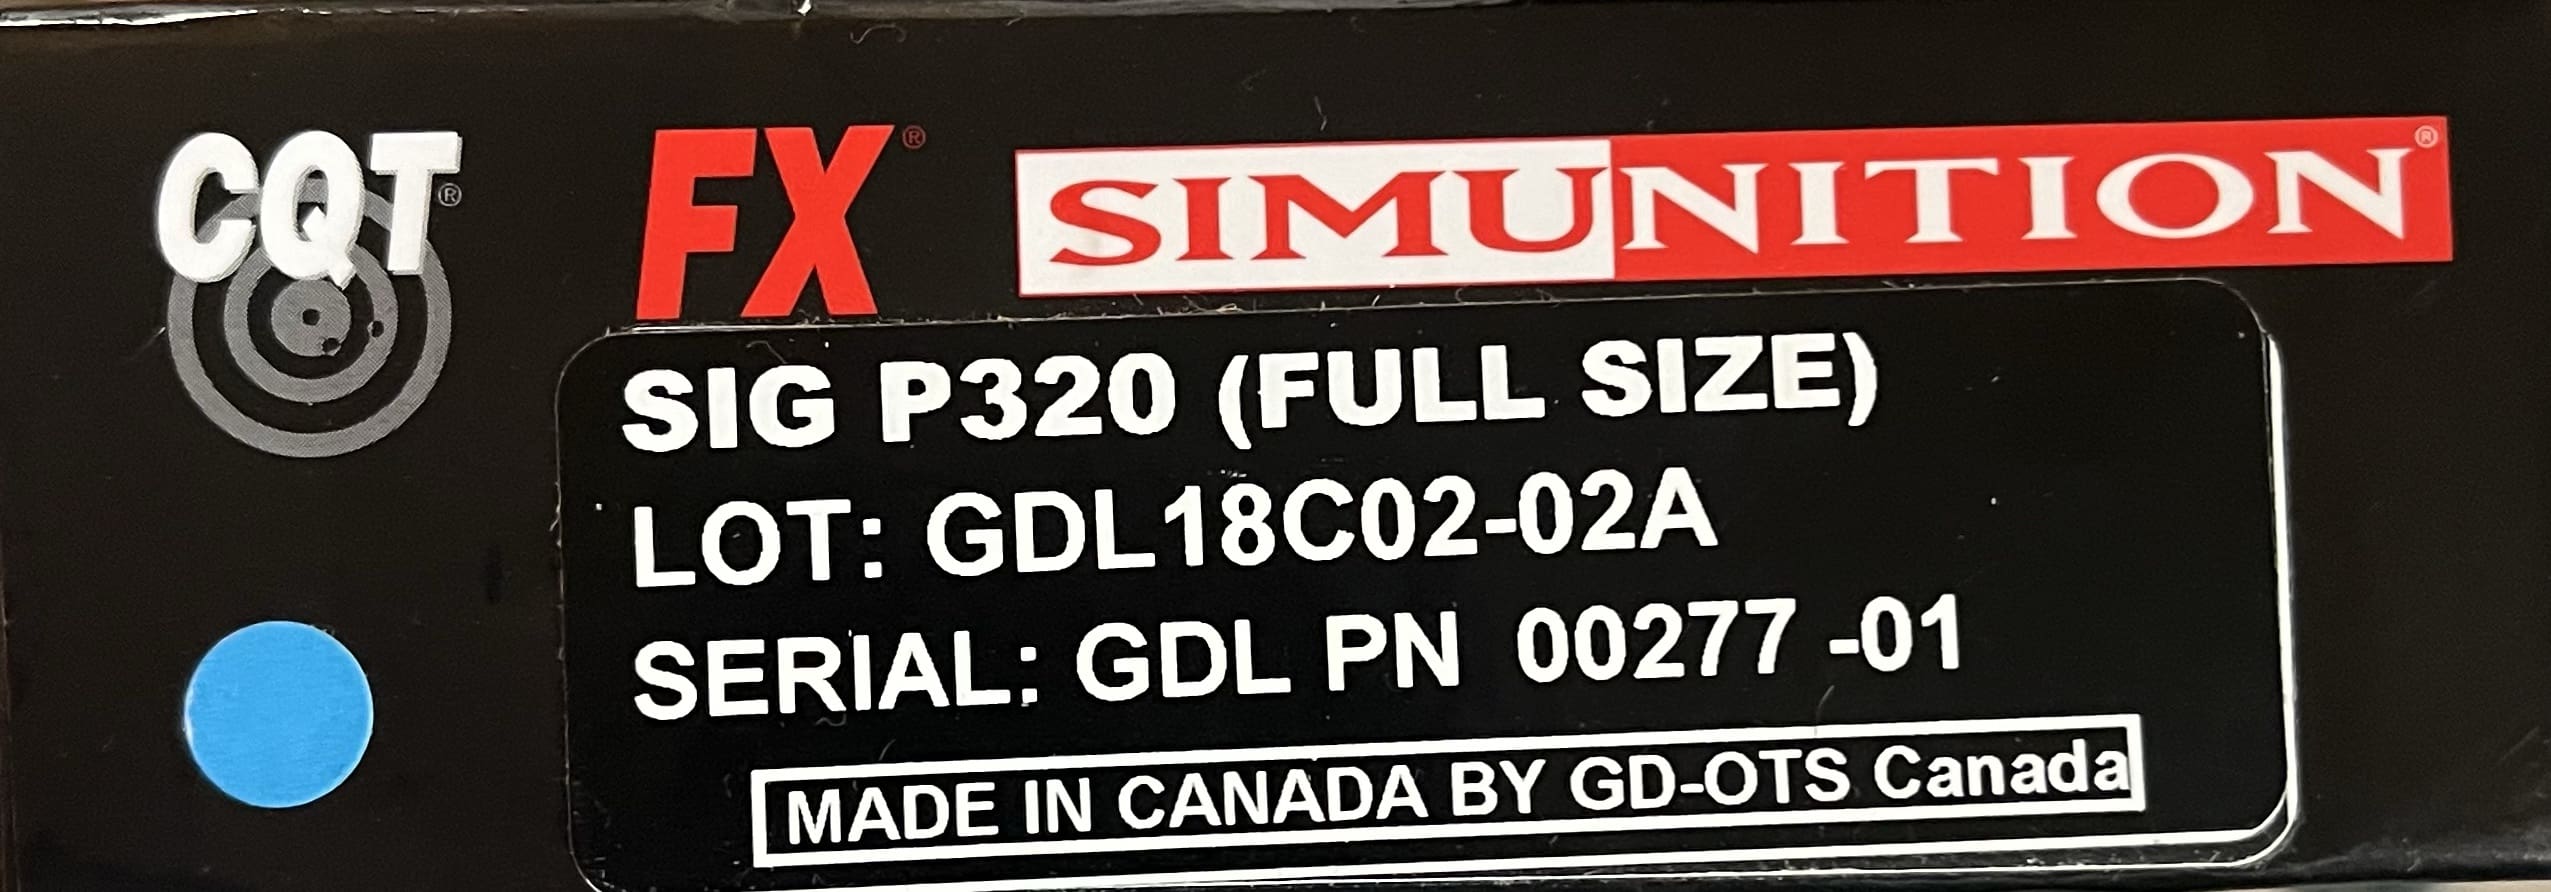 CQT®
FX®
SIMUNITION®
SIG P320 (FULL SIZE)
LOT: GDL18C02-02A
SERIAL: GDL PN 00277 -01
MADE IN CANADA BY GD-OTS Canada